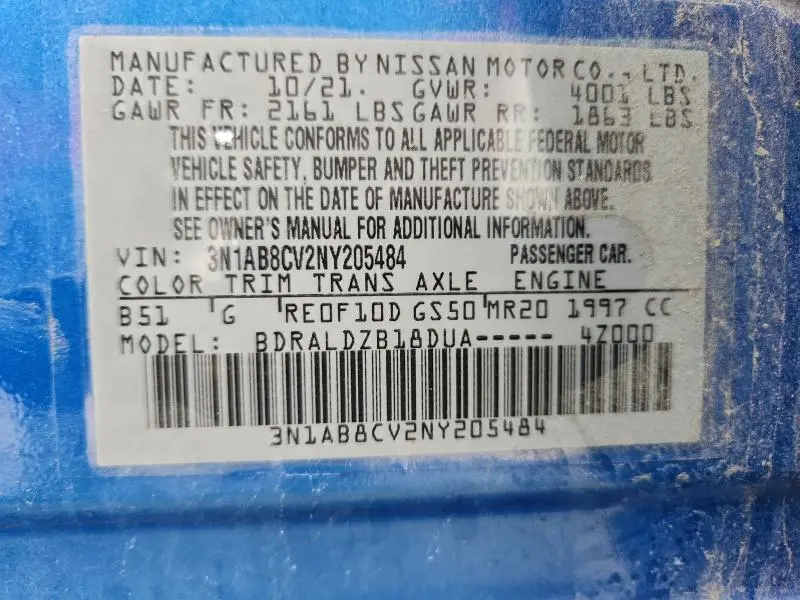 MANUFACTURED BY NISSAN MOTOR CO., LTD.
DATE: 10/21. GVWR: 4001 LBS
GAWR FR: 2161 LBS GAWR RR: 1863 LBS
THIS VEHICLE CONFORMS TO ALL APPLICABLE FEDERAL MOTOR
VEHICLE SAFETY, BUMPER AND THEFT PREVENTION STANDARDS
IN EFFECT ON THE DATE OF MANUFACTURE SHOWN ABOVE.
SEE OWNER'S MANUAL FOR ADDITIONAL INFORMATION.
VIN: 3N1AB8CV2NY205484 PASSENGER CAR.
COLOR TRIM TRANS AXLE ENGINE
B51 G RE0F10D GS50 MR20 1997 CC
MODEL: BDRALDZB18DUA----- 4Z000
3N1AB8CV2NY205484